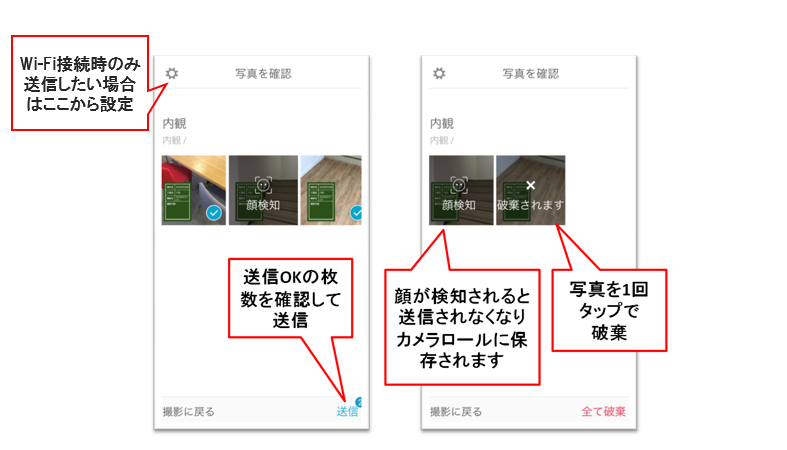 Wi-Fi接続時のみ
送信したい場合
はここから設定
写真を確認
内観
内観 /
顔検知
送信OKの枚
数を確認して
送信
撮影に戻る
送信
写真を確認
内観
内観 /
顔検知
破棄されます
顔が検知されると
送信されなくなり
カメラロールに保
存されます
写真を1回
タップで
破棄
撮影に戻る
全て破棄